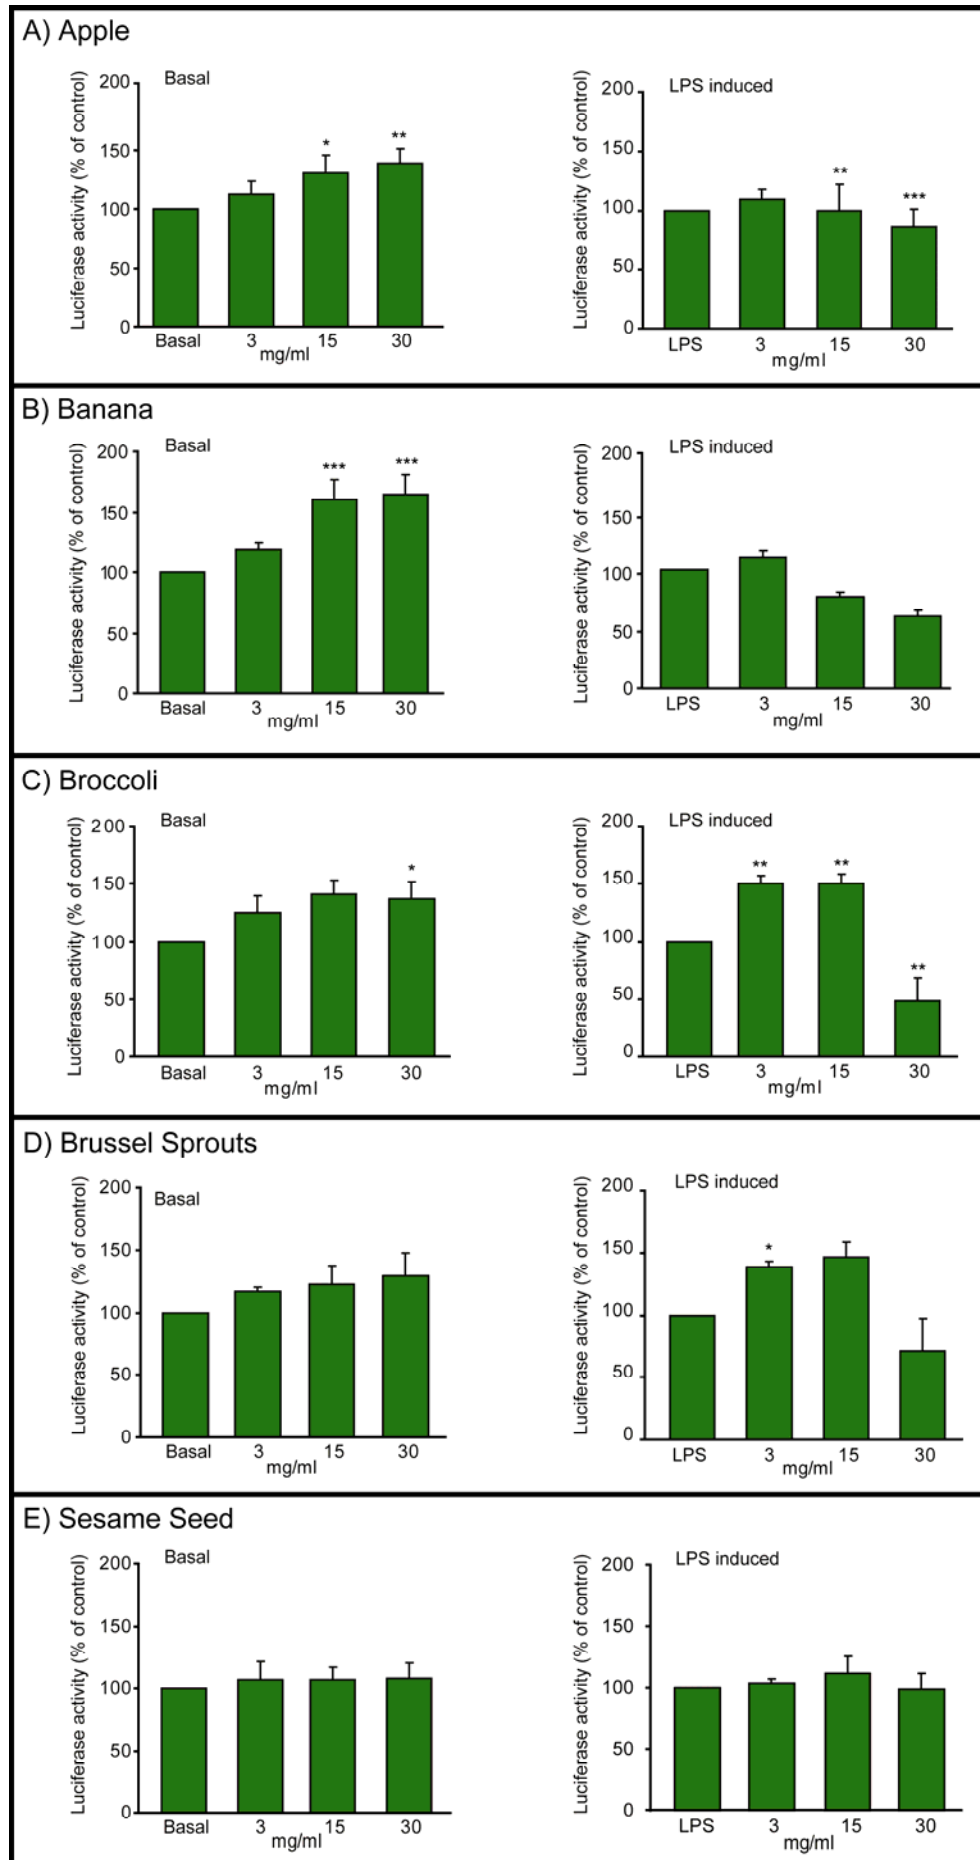 A) Apple
Basal
Luciferase activity (% of control)
200
150
100
50
0
*
**
Basal 3 15 30
mg/ml
LPS induced
Luciferase activity (% of control)
200
150
100
50
0
**
***
LPS 3 15 30
mg/ml
B) Banana
Basal
Luciferase activity (% of control)
200
150
100
50
0
***
***
Basal 3 15 30
mg/ml
LPS induced
Luciferase activity (% of control)
200
150
100
50
0
LPS 3 15 30
mg/ml
C) Broccoli
Basal
Luciferase activity (% of control)
200
150
100
50
0
*
Basal 3 15 30
mg/ml
LPS induced
Luciferase activity (% of control)
200
150
100
50
0
**
**
**
LPS 3 15 30
mg/ml
D) Brussel Sprouts
Basal
Luciferase activity (% of control)
200
150
100
50
0
Basal 3 15 30
mg/ml
LPS induced
Luciferase activity (% of control)
200
150
100
50
0
*
LPS 3 15 30
mg/ml
E) Sesame Seed
Basal
Luciferase activity (% of control)
200
150
100
50
0
Basal 3 15 30
mg/ml
LPS induced
Luciferase activity (% of control)
200
150
100
50
0
LPS 3 15 30
mg/ml